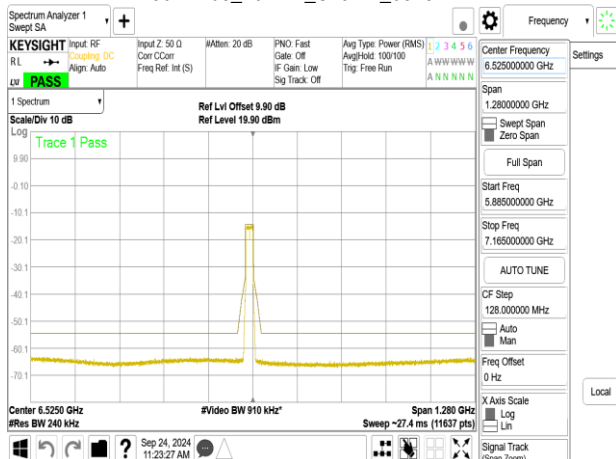 Spectrum Analyzer 1
Swept SA
+
Frequency
KEYSIGHT
RL
LXI
PASS
Input: RF
Coupling: DC
Align: Auto
Input Z: 50 Ω
Corr CCorr
Freq Ref: Int (S)
#Atten: 20 dB
PNO: Fast
Gate: Off
IF Gain: Low
Sig Track: Off
Avg Type: Power (RMS)
Avg|Hold: 100/100
Trig: Free Run
1 2 3 4 5 6
A W W W W W
A N N N N N
1 Spectrum
Scale/Div 10 dB
Ref Lvl Offset 9.90 dB
Ref Level 19.90 dBm
Log
Trace 1 Pass
9.90
-0.10
-10.1
-20.1
-30.1
-40.1
-50.1
-60.1
-70.1
Center 6.5250 GHz
#Video BW 910 kHz*
Span 1.280 GHz
#Res BW 240 kHz
Sweep ~27.4 ms (11637 pts)
Sep 24, 2024
11:23:27 AM
Center Frequency
6.525000000 GHz
Settings
Span
1.28000000 GHz
Swept Span
Zero Span
Full Span
Start Freq
5.885000000 GHz
Stop Freq
7.165000000 GHz
AUTO TUNE
CF Step
128.000000 MHz
Auto
Man
Freq Offset
0 Hz
Local
X Axis Scale
Log
Lin
Signal Track